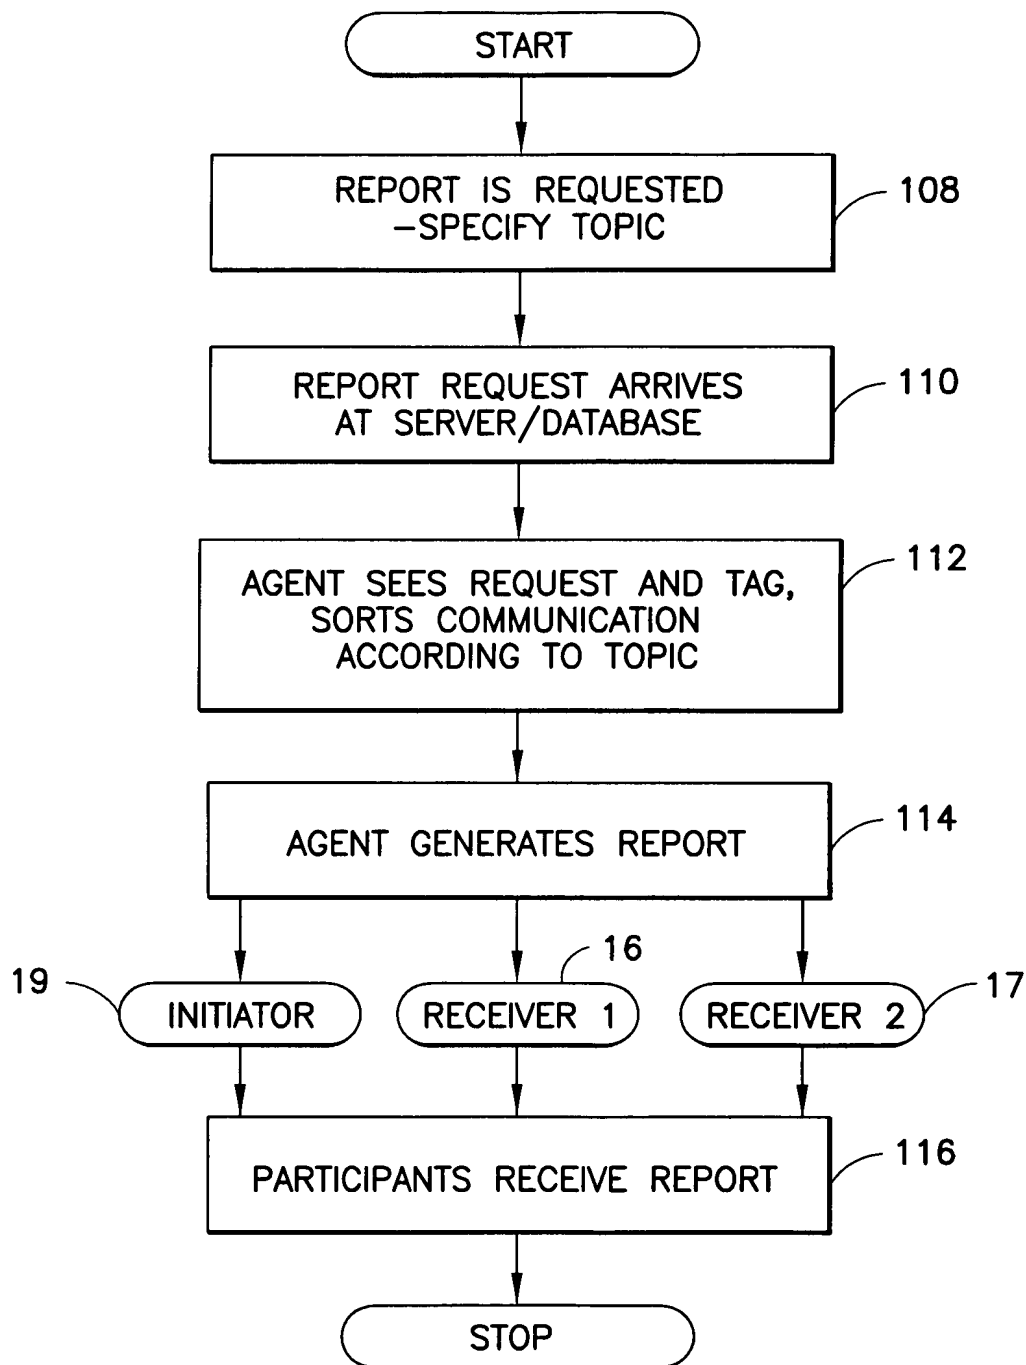 START
REPORT IS REQUESTED
-SPECIFY TOPIC
108
REPORT REQUEST ARRIVES
AT SERVER/DATABASE
110
AGENT SEES REQUEST AND TAG,
SORTS COMMUNICATION
ACCORDING TO TOPIC
112
AGENT GENERATES REPORT
114
19
INITIATOR
16
RECEIVER 1
RECEIVER 2
17
PARTICIPANTS RECEIVE REPORT
116
STOP